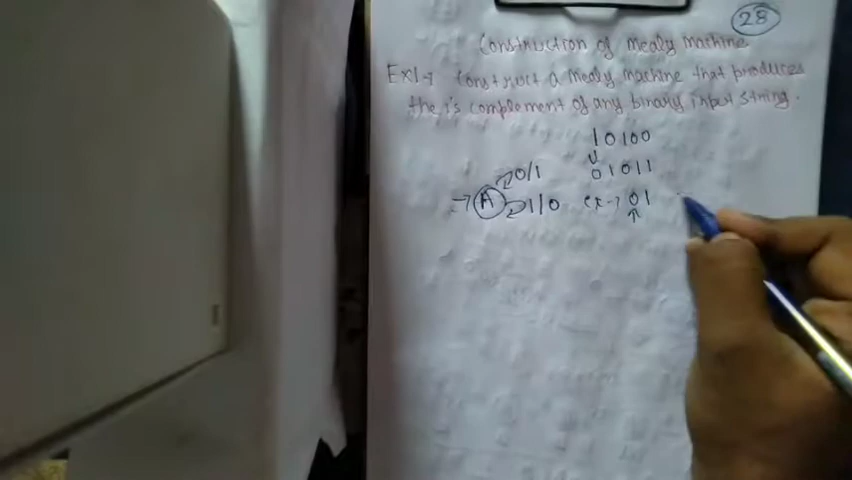 28
Construction of mealy machine
Ex1→ Construct a mealy machine that produces
the 1's complement of any binary input string.
10100
↓
01011
→ A 0/1
1/0 ex → 01
↑